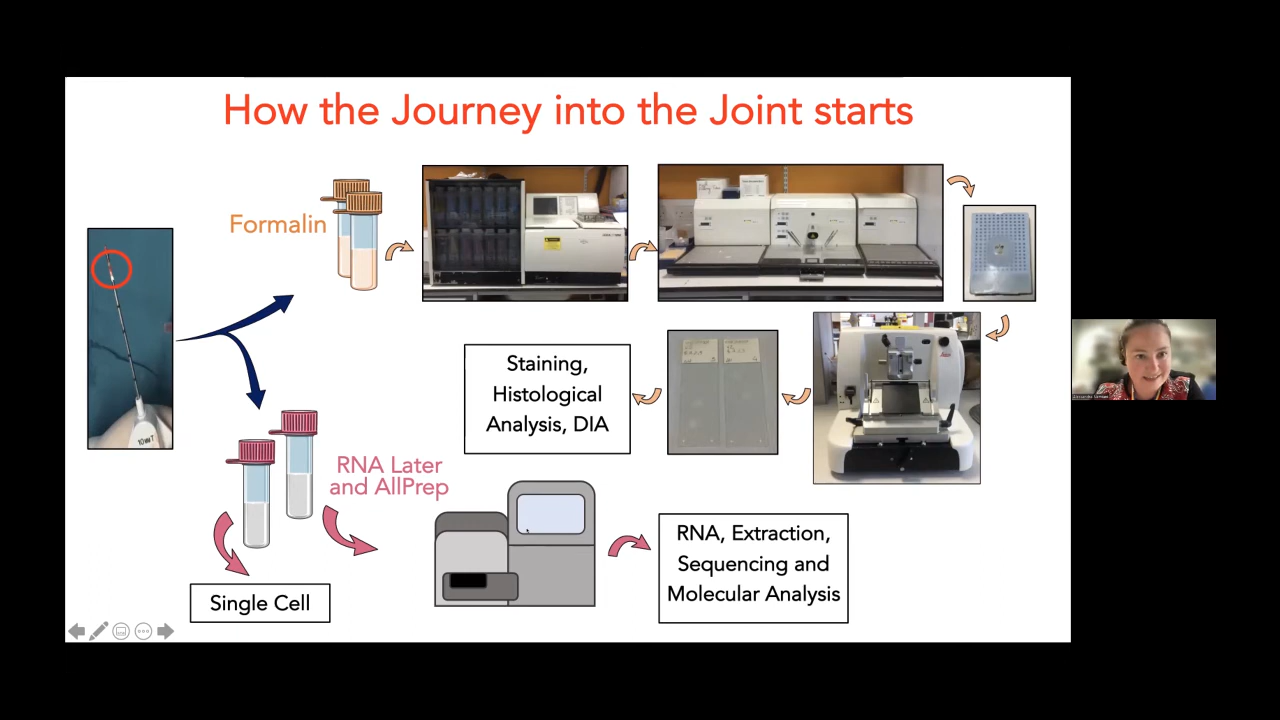 How the Journey into the Joint starts
Formalin
Staining,
Histological
Analysis, DIA
RNA Later
and AllPrep
RNA, Extraction,
Sequencing and
Molecular Analysis
Single Cell